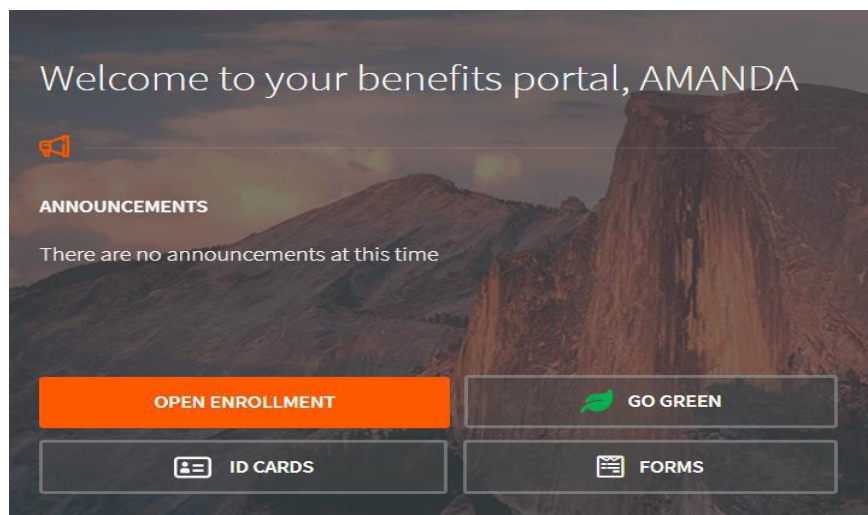 Welcome to your benefits portal, AMANDA
ANNOUNCEMENTS
There are no announcements at this time
OPEN ENROLLMENT
GO GREEN
ID CARDS
FORMS